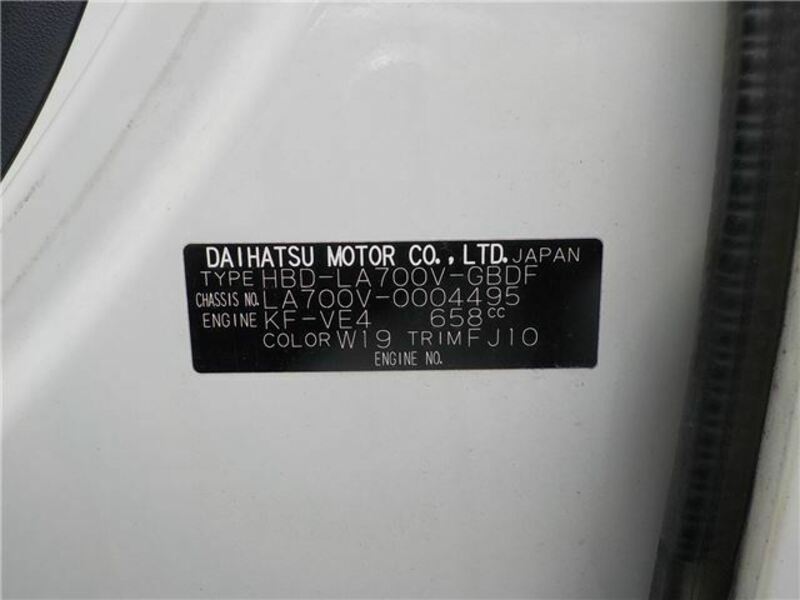 DAIHATSU MOTOR CO., LTD. JAPAN
TYPE HBD-LA700V-GBDF
CHASSIS NO. LA700V-0004495
ENGINE KF-VE4 658cc
COLOR W19 TRIM FJ10
ENGINE NO.